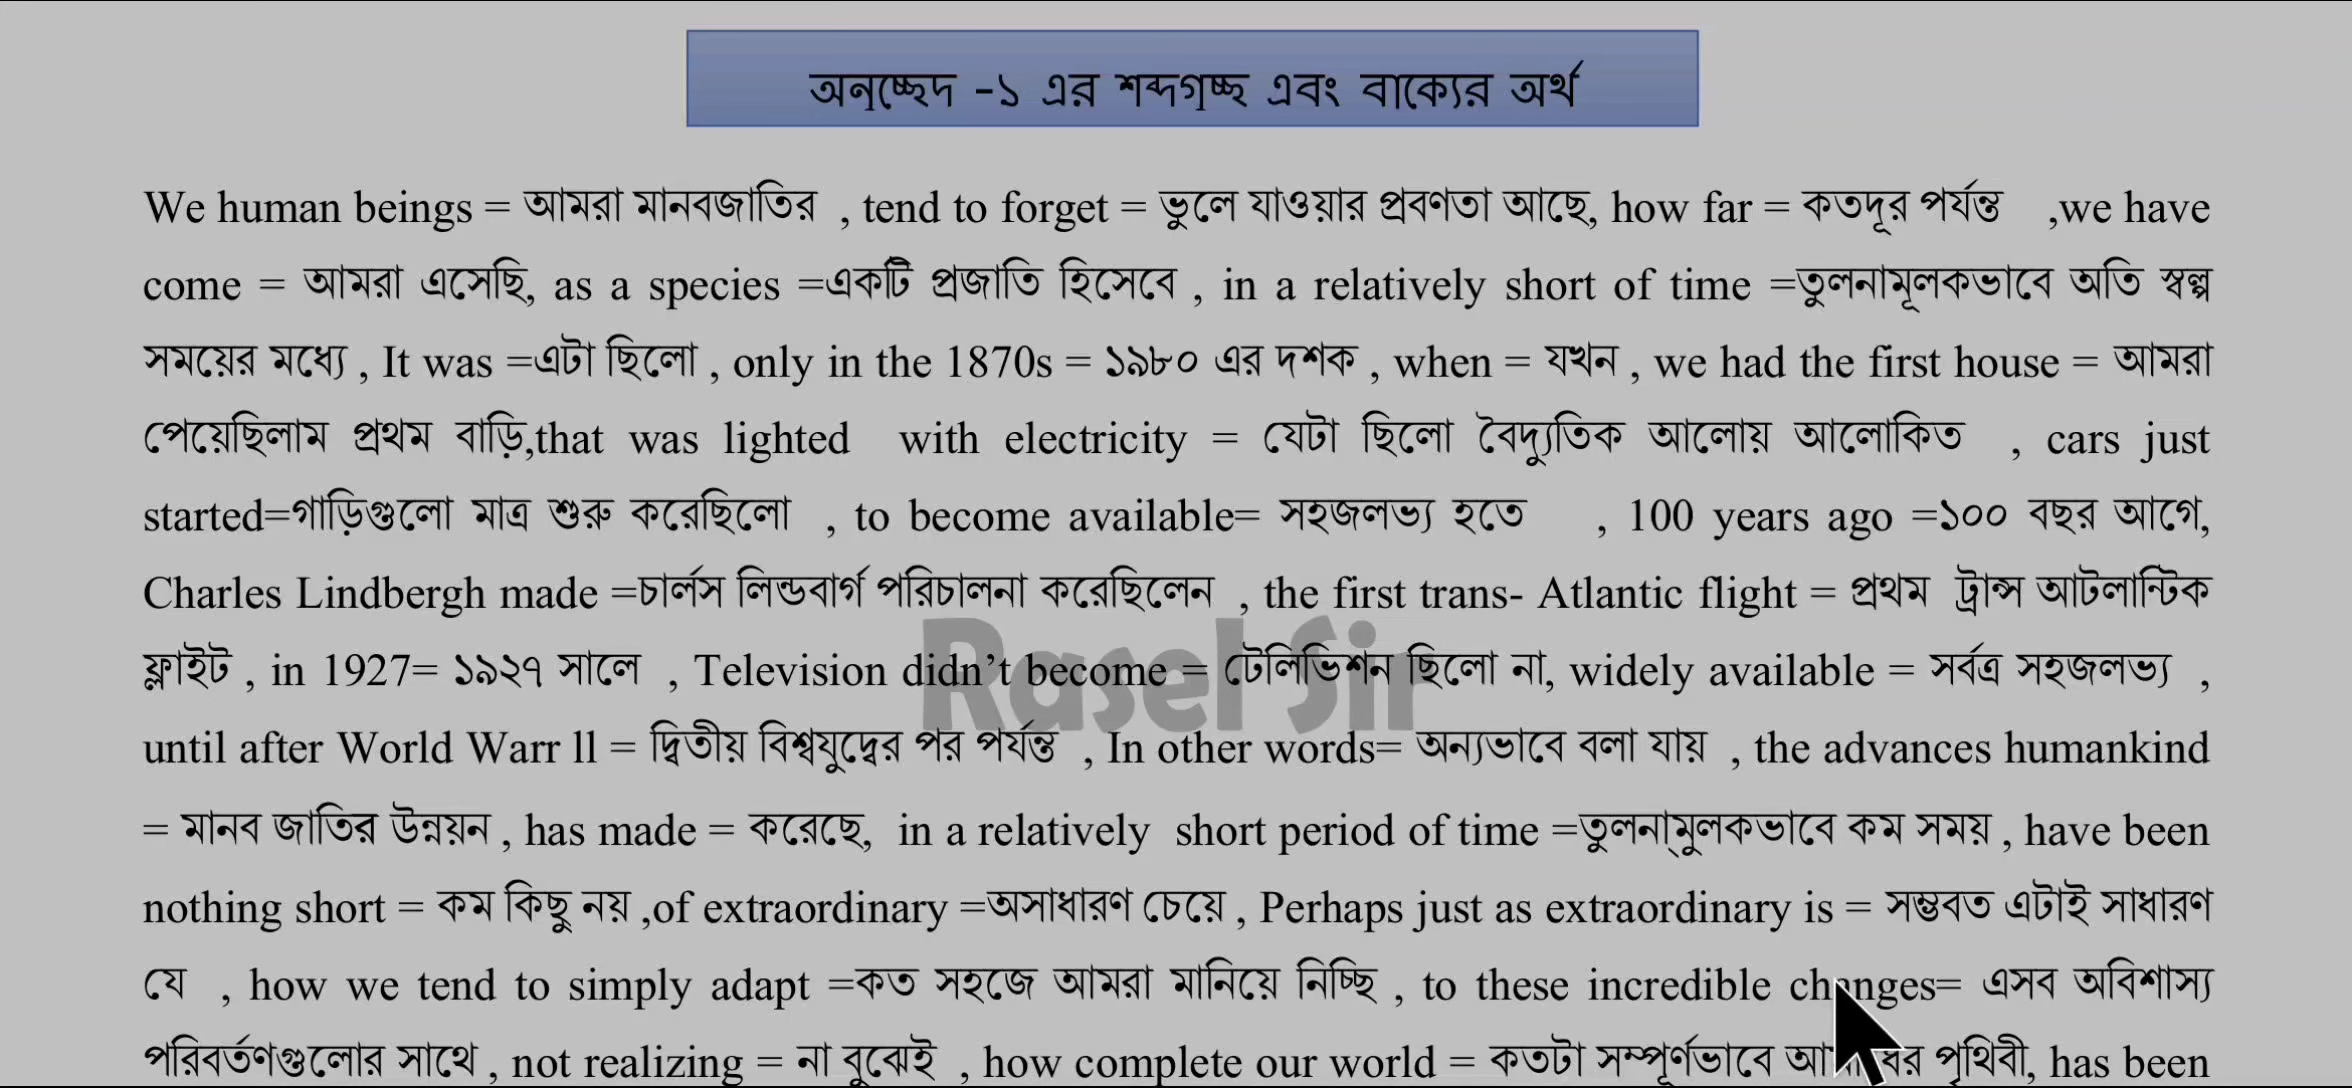 অনুচ্ছেদ -১ এর শব্দগুচ্ছ এবং বাক্যের অর্থ
We human beings = আমরা মানবজাতির , tend to forget = ভুলে যাওয়ার প্রবণতা আছে, how far = কতদূর পর্যন্ত ,we have
come = আমরা এসেছি, as a species =একটি প্রজাতি হিসেবে , in a relatively short of time =তুলনামূলকভাবে অতি স্বল্প
সময়ের মধ্যে , It was =এটা ছিলো , only in the 1870s = ১৯৮০ এর দশক , when = যখন , we had the first house = আমরা
পেয়েছিলাম প্রথম বাড়ি,that was lighted with electricity = যেটা ছিলো বৈদ্যুতিক আলোয় আলোকিত , cars just
started=গাড়িগুলো মাত্র শুরু করেছিলো , to become available= সহজলভ্য হতে , 100 years ago =১০০ বছর আগে,
Charles Lindbergh made =চার্লস লিন্ডবার্গ পরিচালনা করেছিলেন , the first trans- Atlantic flight = প্রথম ট্রান্স আটলান্টিক
ফ্লাইট , in 1927= ১৯২৭ সালে , Television didn’t become = টেলিভিশন ছিলো না, widely available = সর্বত্র সহজলভ্য ,
until after World Warr ll = দ্বিতীয় বিশ্বযুদ্বের পর পর্যন্ত , In other words= অন্যভাবে বলা যায় , the advances humankind
= মানব জাতির উন্নয়ন , has made = করেছে, in a relatively short period of time =তুলনা্মুলকভাবে কম সময় , have been
nothing short = কম কিছু নয় ,of extraordinary =অসাধারণ চেয়ে , Perhaps just as extraordinary is = সম্ভবত এটাই সাধারণ
যে , how we tend to simply adapt =কত সহজে আমরা মানিয়ে নিচ্ছি , to these incredible changes= এসব অবিশাস্য
পরিবর্তণগুলোর সাথে , not realizing = না বুঝেই , how complete our world = কতটা সম্পূর্ণভাবে পৃথিবী, has been
Rasel Sir